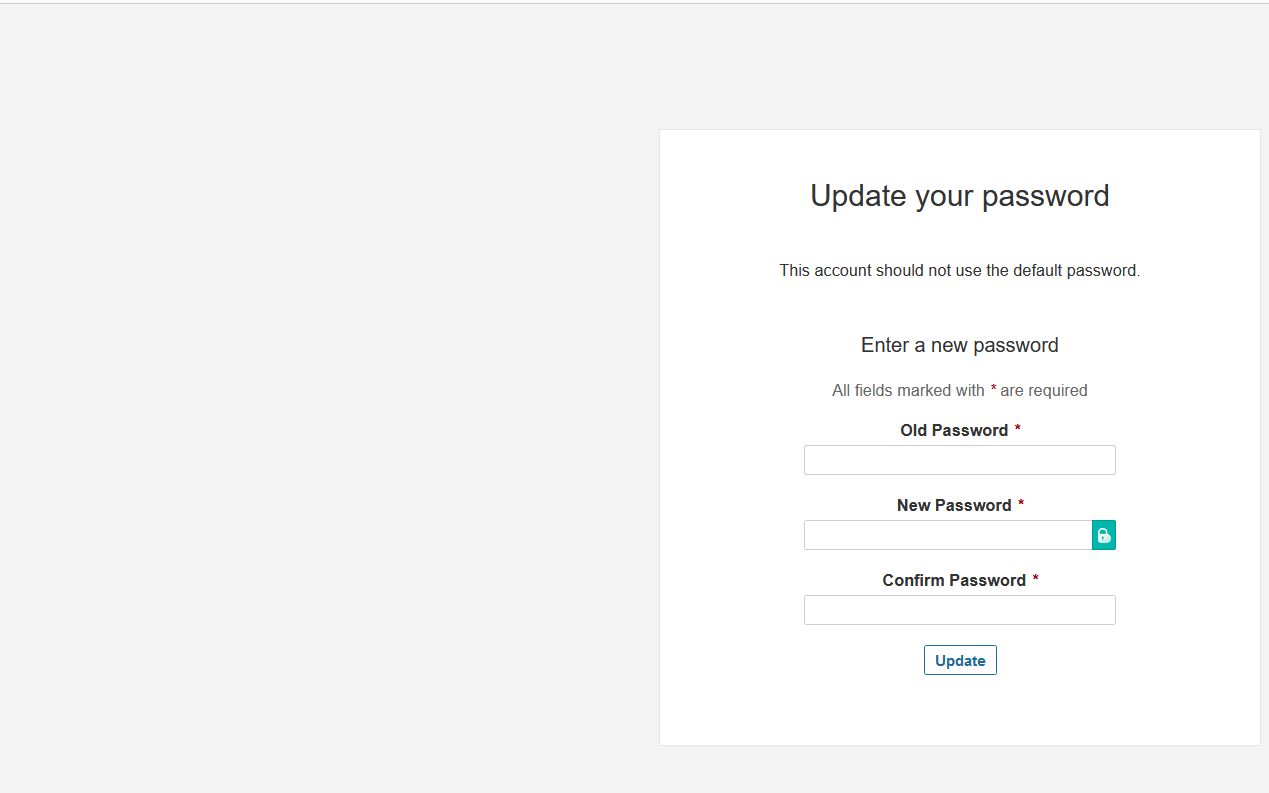 Update your password
This account should not use the default password.
Enter a new password
All fields marked with * are required
Old Password *
New Password *
Confirm Password *
Update